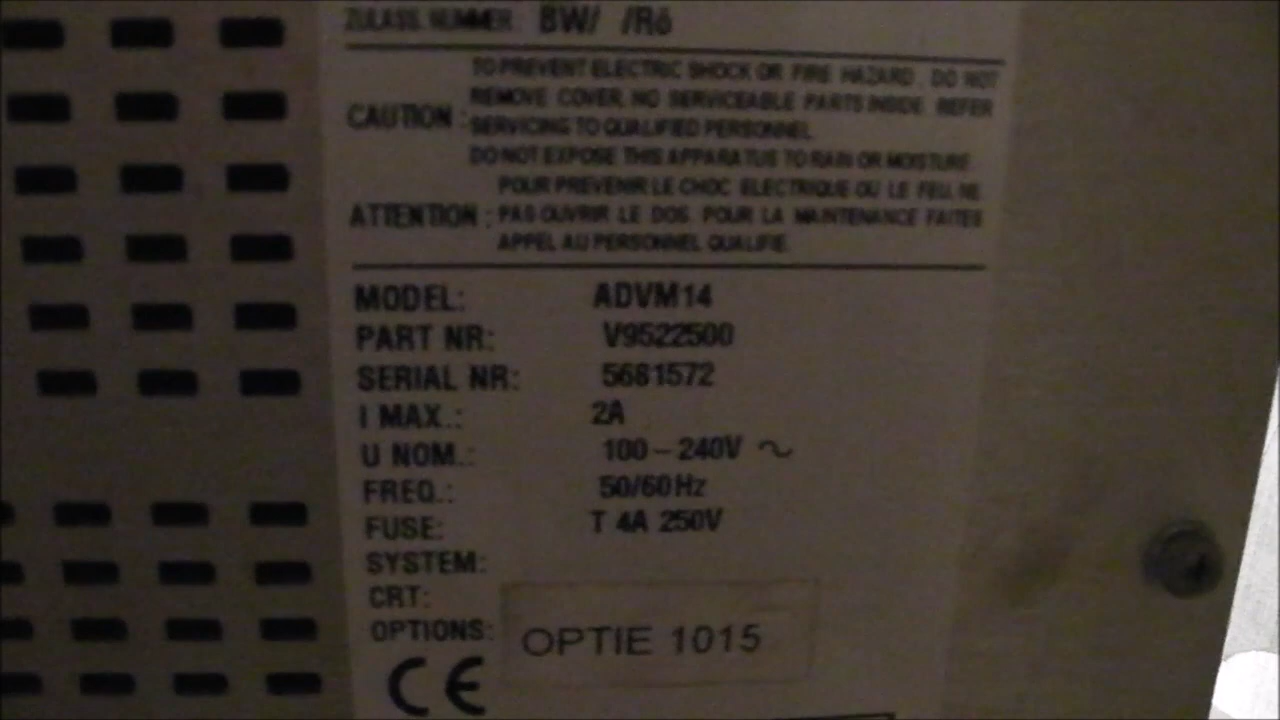 ZULASS. NUMMER BW/ /R6
TO PREVENT ELECTRIC SHOCK OR FIRE HAZARD, DO NOT
REMOVE COVER, NO SERVICEABLE PARTS INSIDE. REFER
CAUTION : SERVICING TO QUALIFIED PERSONNEL.
DO NOT EXPOSE THIS APPARATUS TO RAIN OR MOISTURE.
POUR PREVENIR LE CHOC ELECTRIQUE OU LE FEU, NE
ATTENTION : PAS OUVRIR LE DOS. POUR LA MAINTENANCE FAITES
APPEL AU PERSONNEL QUALIFIE.
MODEL: ADVM14
PART NR: V9522500
SERIAL NR: 5681572
I MAX.: 2A
U NOM.: 100 – 240V ~
FREQ.: 50/60Hz
FUSE: T 4A 250V
SYSTEM:
CRT:
OPTIONS: OPTIE 1015
CE